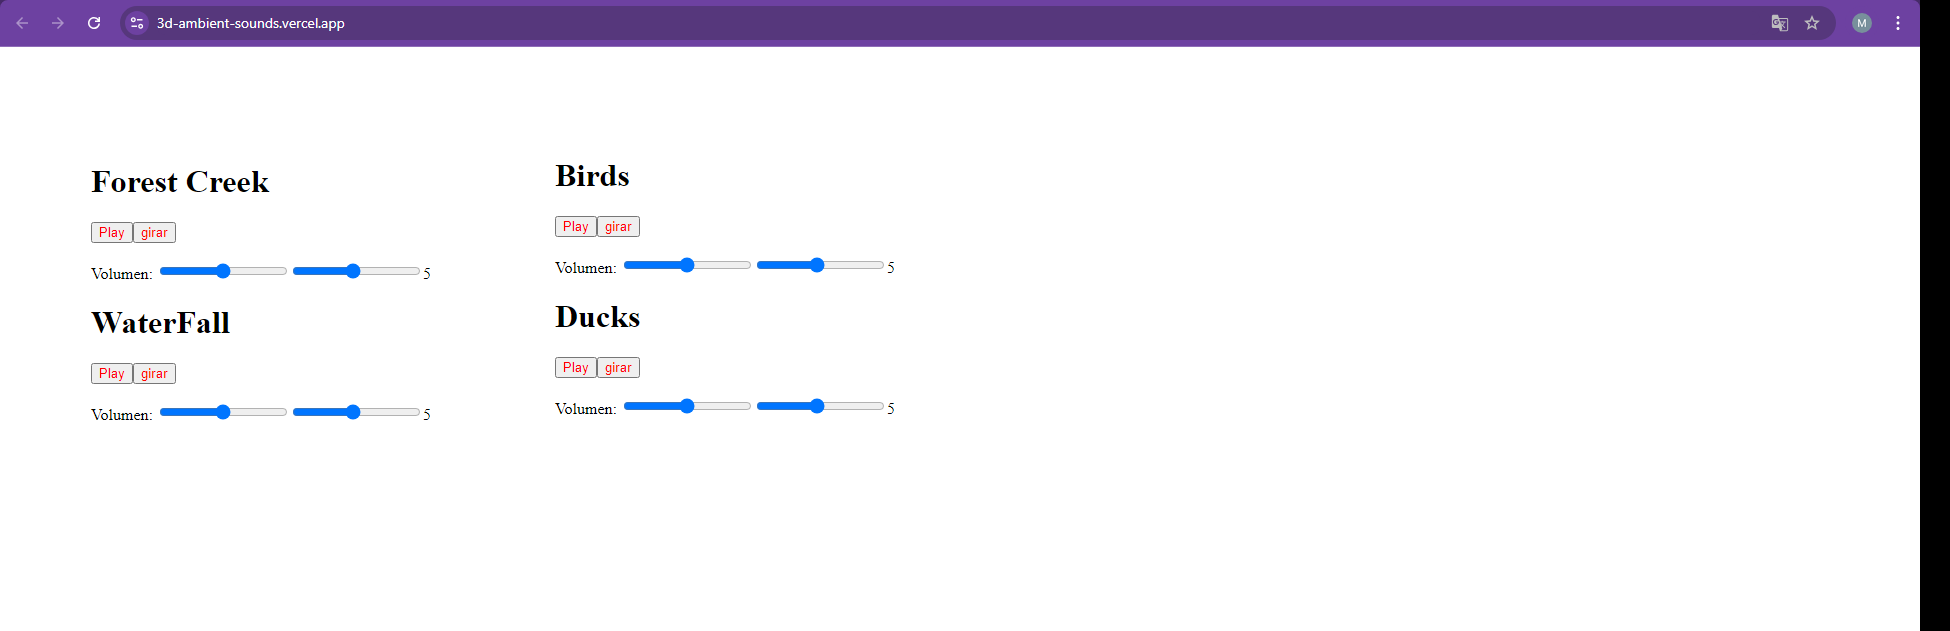 3d-ambient-sounds.vercel.app
M
Forest Creek
Play girar
Volumen: 5
WaterFall
Play girar
Volumen: 5
Birds
Play girar
Volumen: 5
Ducks
Play girar
Volumen: 5